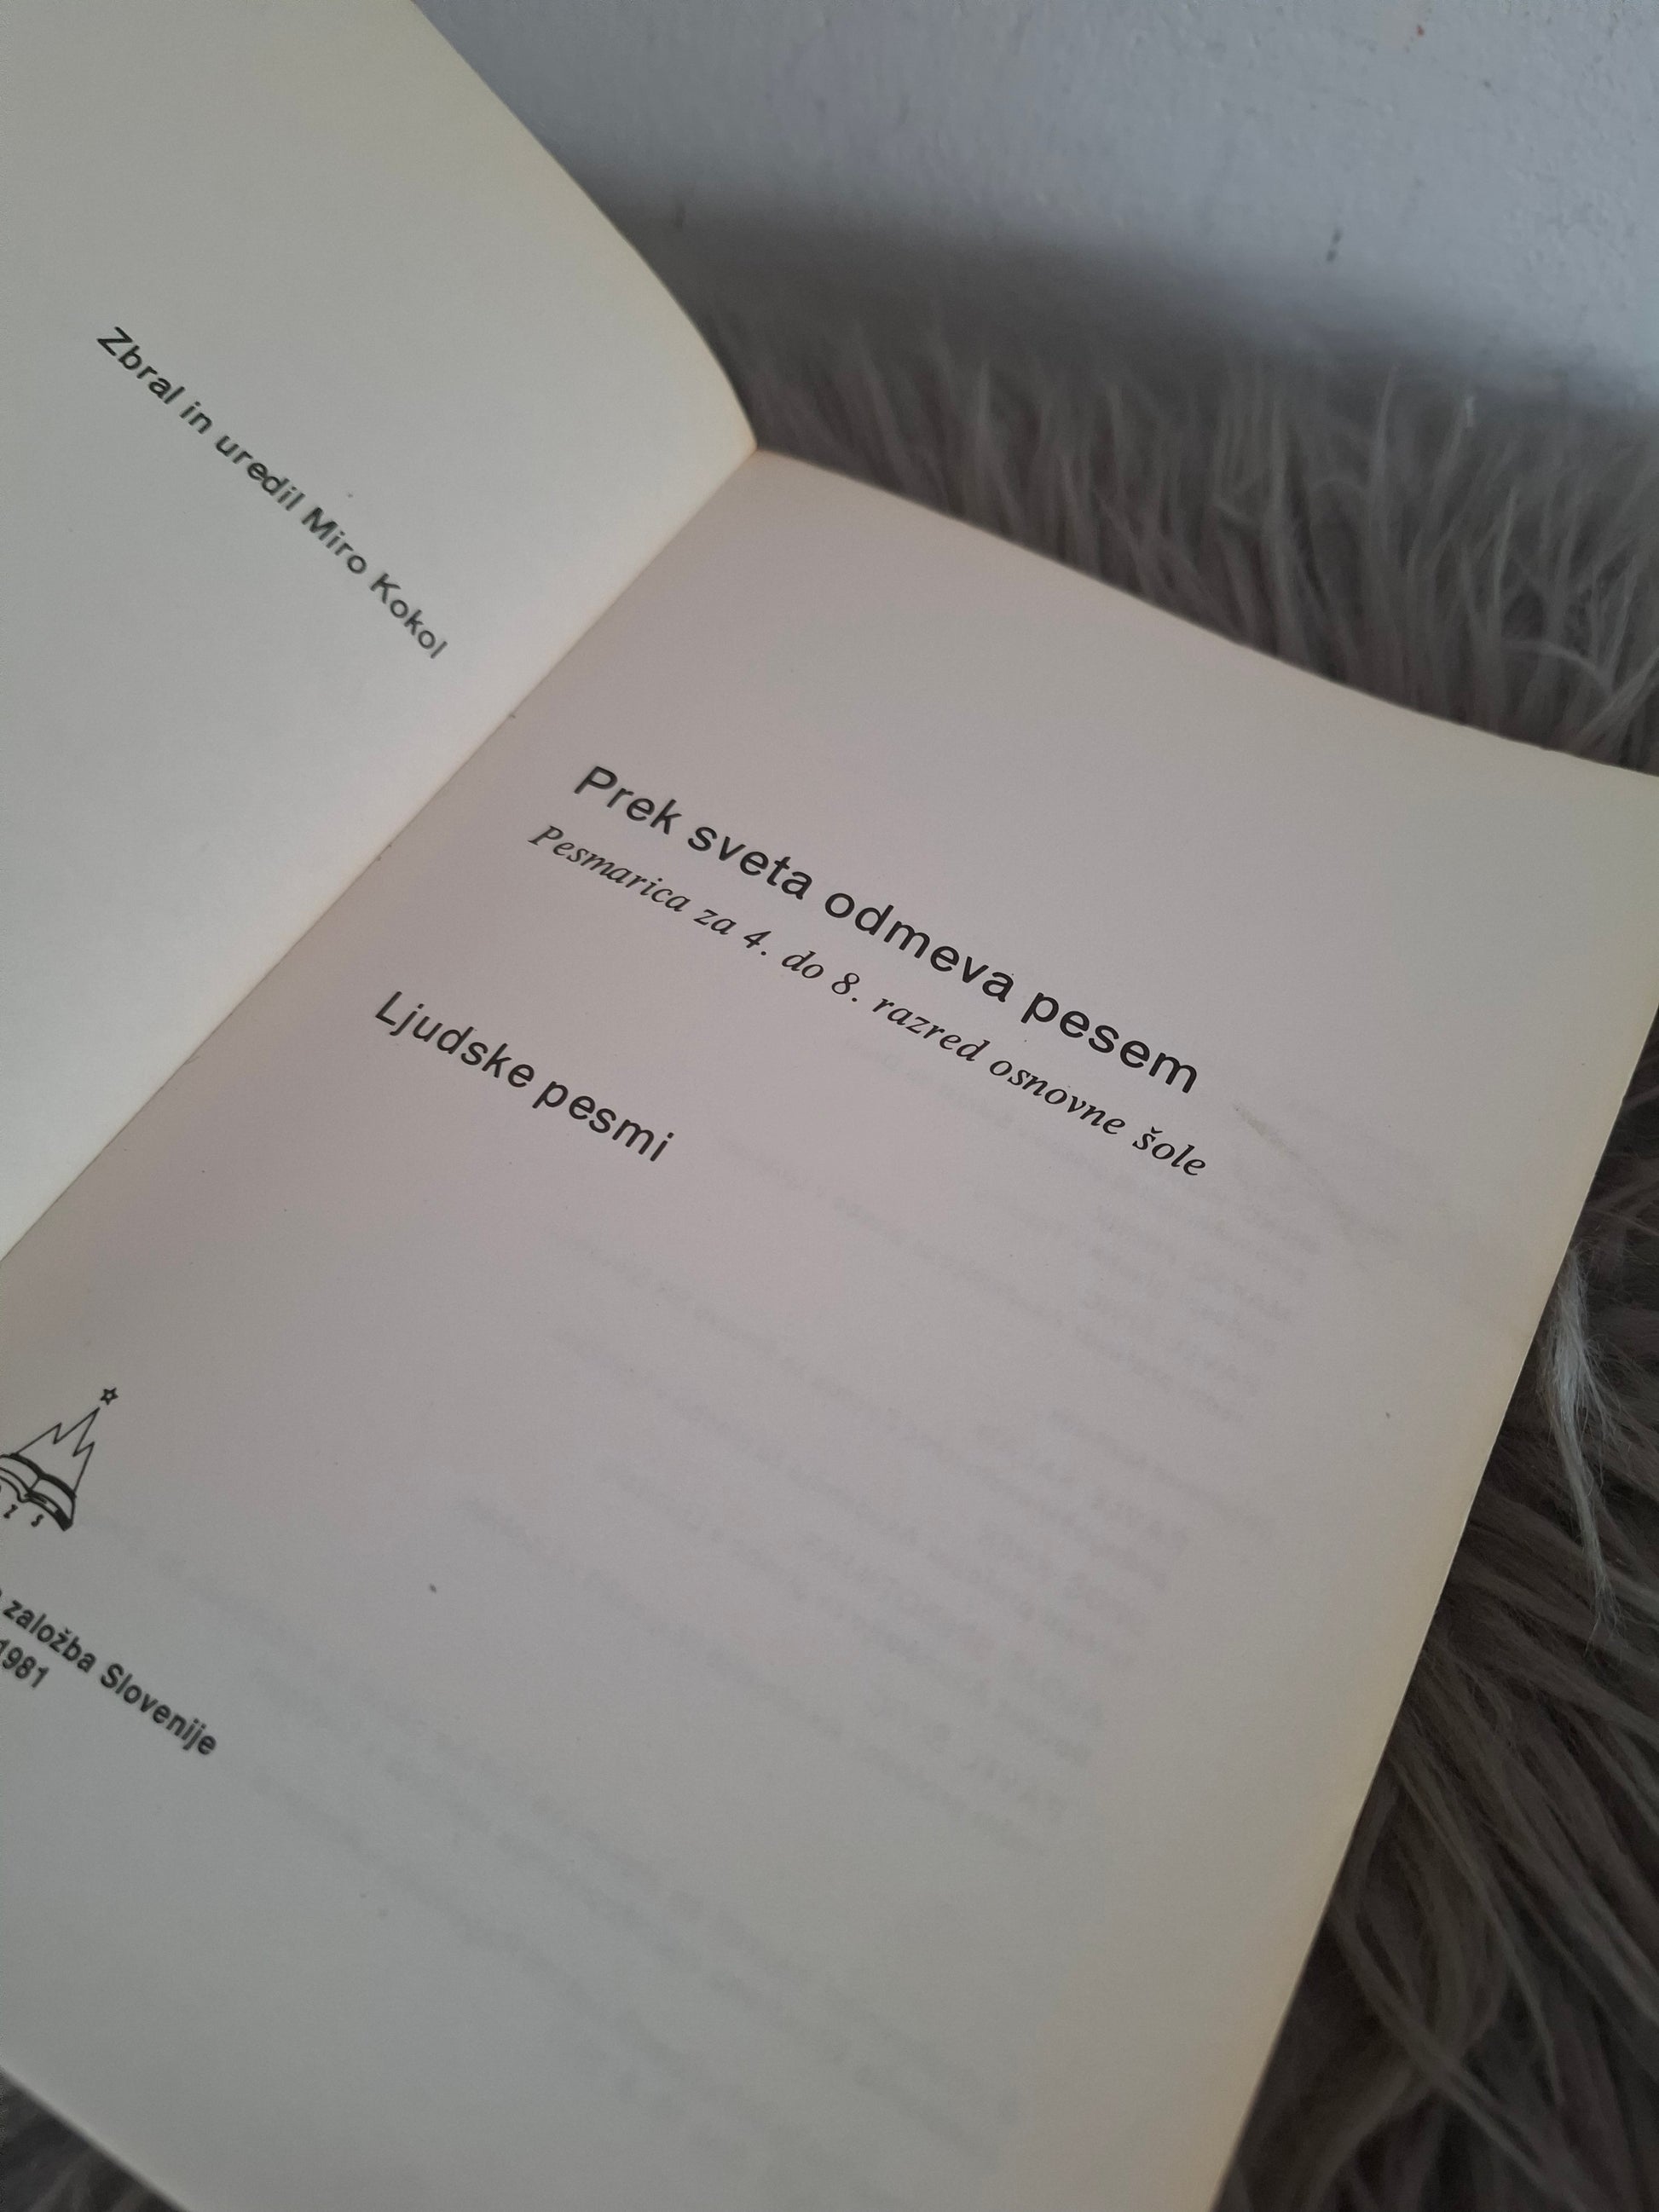 Zbral in uredil Miro Kokol
Prek sveta odmeva pesem
Pesmarica za 4. do 8. razred osnovne šole
Ljudske pesmi
Z S
založba Slovenije
1981